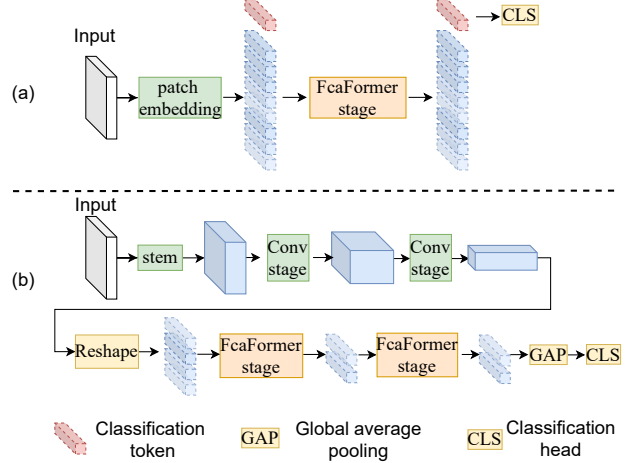 CLS
Input
(a)
patch
embedding
FcaFormer
stage
Input
(b)
stem
Conv
stage
Conv
stage
Reshape
FcaFormer
stage
FcaFormer
stage
GAP
CLS
Classification
token
GAP
Global average
pooling
CLS
Classification
head